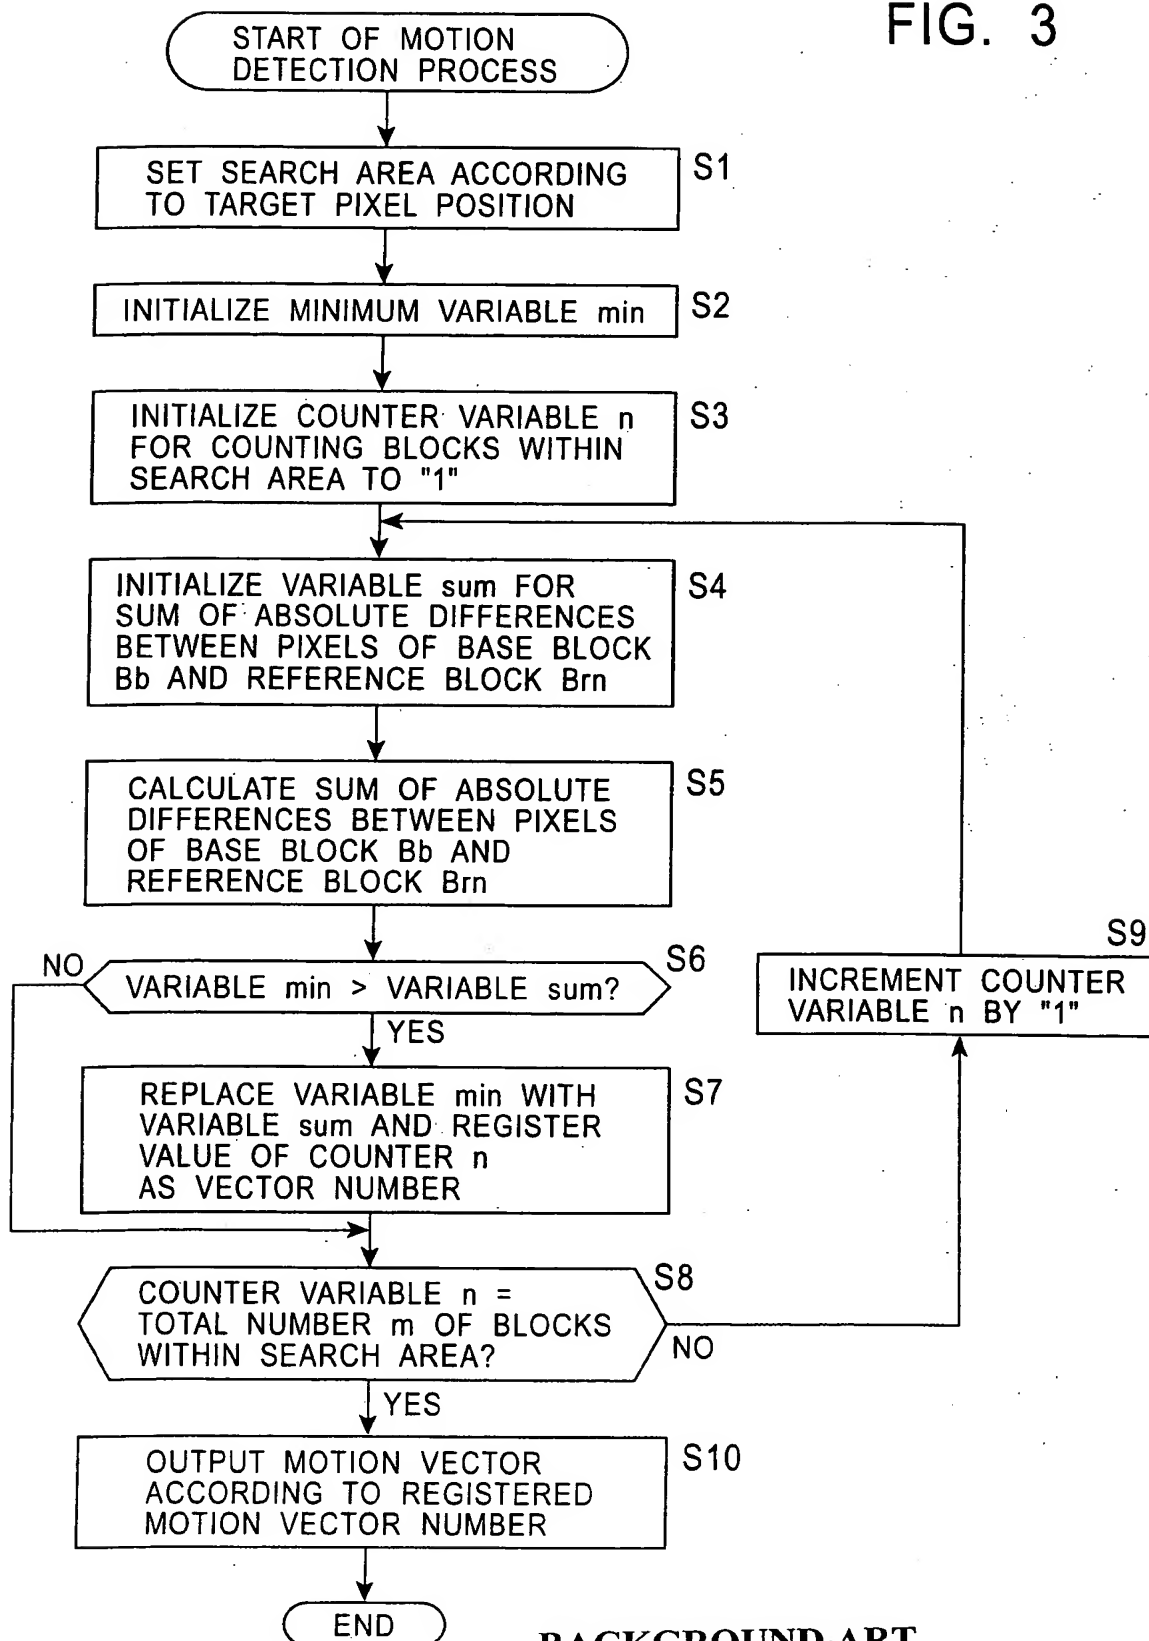 FIG. 3
START OF MOTION
DETECTION PROCESS
SET SEARCH AREA ACCORDING
TO TARGET PIXEL POSITION
S1
INITIALIZE MINIMUM VARIABLE min
S2
INITIALIZE COUNTER VARIABLE n
FOR COUNTING BLOCKS WITHIN
SEARCH AREA TO "1"
S3
INITIALIZE VARIABLE sum FOR
SUM OF ABSOLUTE DIFFERENCES
BETWEEN PIXELS OF BASE BLOCK
Bb AND REFERENCE BLOCK Brn
S4
CALCULATE SUM OF ABSOLUTE
DIFFERENCES BETWEEN PIXELS
OF BASE BLOCK Bb AND
REFERENCE BLOCK Brn
S5
VARIABLE min > VARIABLE sum?
S6
NO
YES
REPLACE VARIABLE min WITH
VARIABLE sum AND REGISTER
VALUE OF COUNTER n
AS VECTOR NUMBER
S7
COUNTER VARIABLE n =
TOTAL NUMBER m OF BLOCKS
WITHIN SEARCH AREA?
S8
NO
YES
INCREMENT COUNTER
VARIABLE n BY "1"
S9
OUTPUT MOTION VECTOR
ACCORDING TO REGISTERED
MOTION VECTOR NUMBER
S10
END
BACKGROUND ART